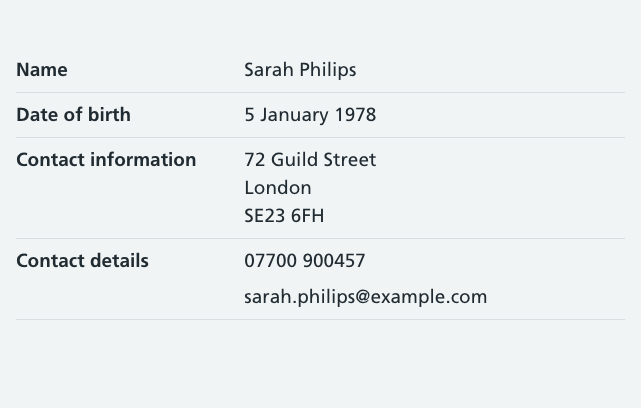 Name Sarah Philips
Date of birth 5 January 1978
Contact information 72 Guild Street
London
SE23 6FH
Contact details 07700 900457
sarah.philips@example.com